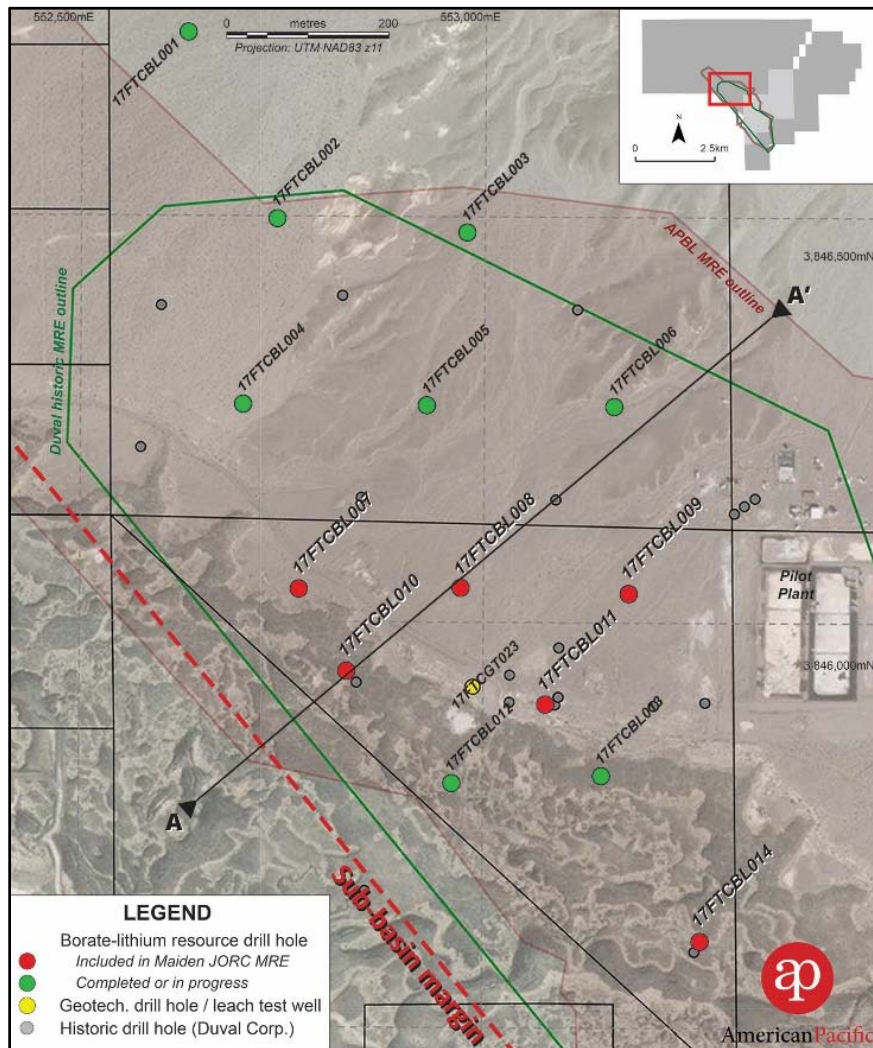 552,500mE
0 metres 200
553,000mE
Projection: UTM NAD83 z11
17FTCBL001
N
0 2.5km
17FTCBL002
17FTCBL003
3,846,500mN
APBL MRE outline
A'
Duval historic MRE outline
17FTCBL004
17FTCBL005
17FTCBL006
17FTCBL007
17FTCBL008
17FTCBL009
Pilot
Plant
17FTCBL010
17FTCGT023
17FTCBL011
3,846,000mN
17FTCBL012
A
17FTCBL014
Sub-basin margin
LEGEND
Borate-lithium resource drill hole
Included in Maiden JORC MRE
Completed or in progress
Geotech. drill hole / leach test well
Historic drill hole (Duval Corp.)
ap
AmericanPacific